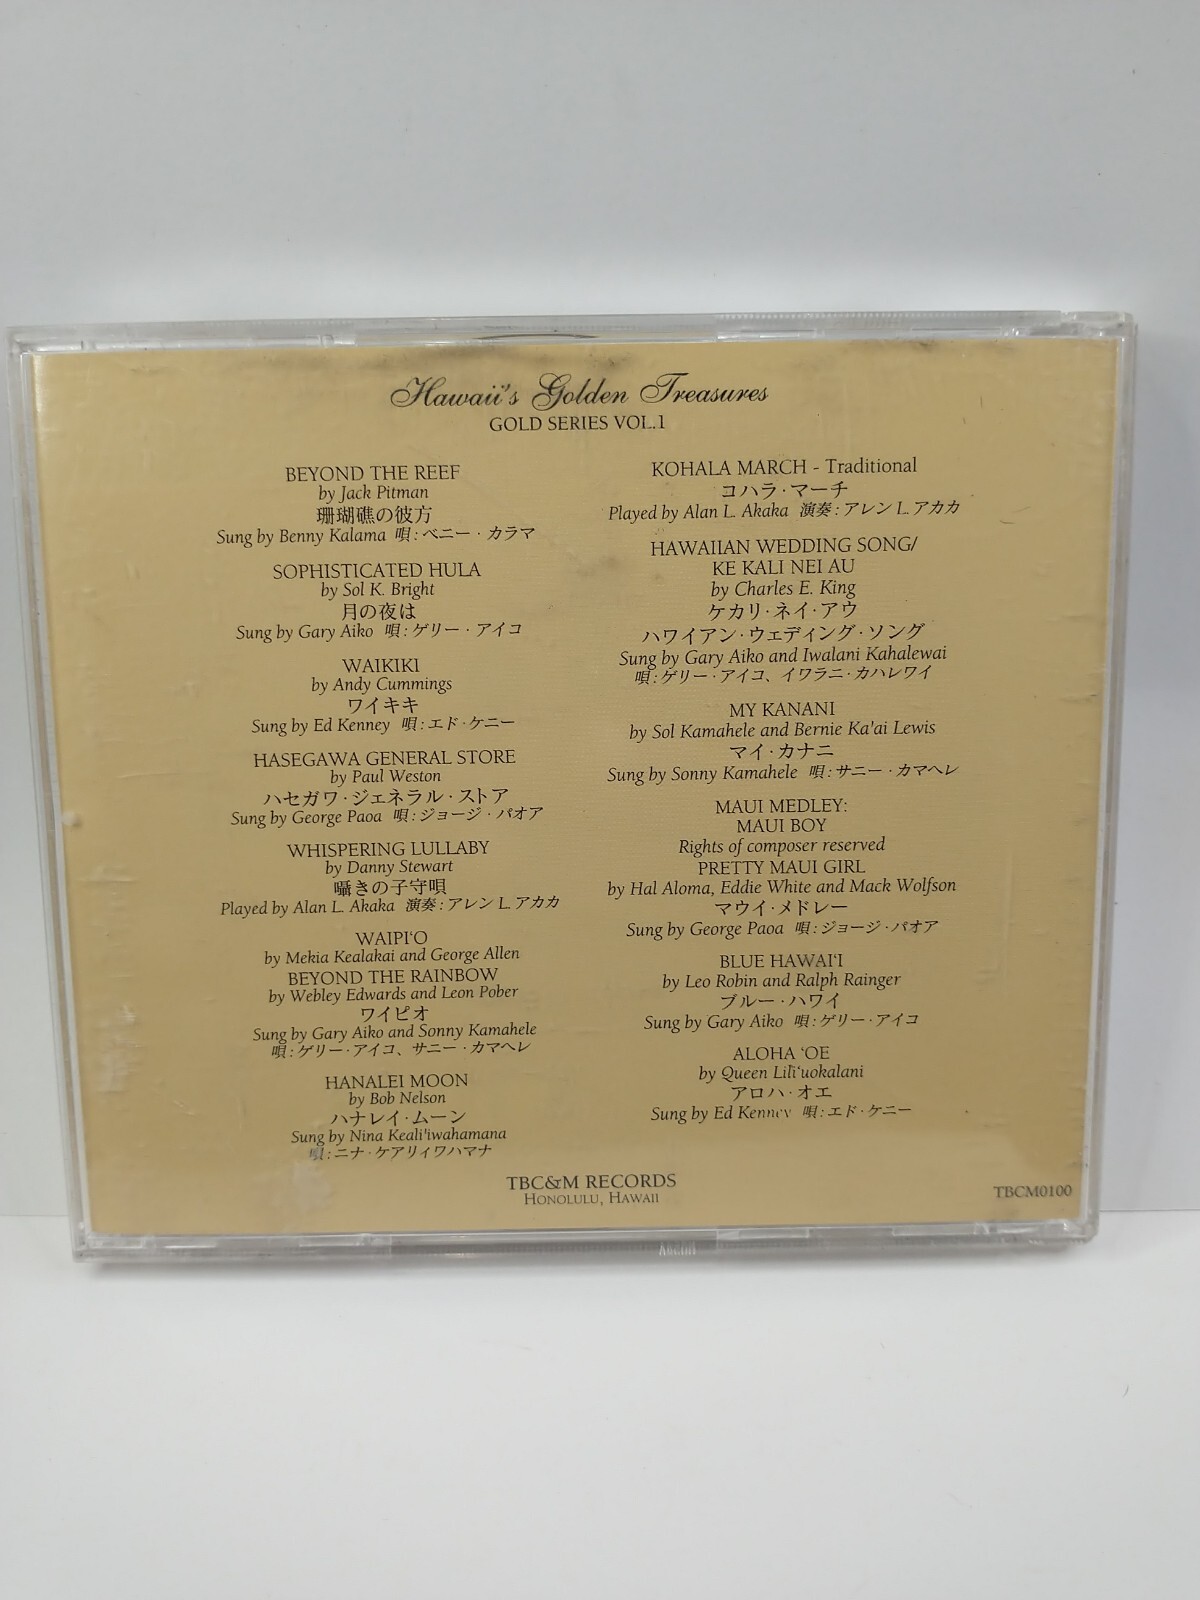 Hawaii's Golden Treasures
GOLD SERIES VOL.1
BEYOND THE REEF
by Jack Pitman
珊瑚礁の彼方
Sung by Benny Kalama 唄:ベニー・カラマ
SOPHISTICATED HULA
by Sol K. Bright
月の夜は
Sung by Gary Aiko 唄:ゲリー・アイコ
WAIKIKI
by Andy Cummings
ワイキキ
Sung by Ed Kenney 唄:エド・ケニー
HASEGAWA GENERAL STORE
by Paul Weston
ハセガワ・ジェネラル・ストア
Sung by George Paoa 唄:ジョージ・パオア
WHISPERING LULLABY
by Danny Stewart
囁きの子守唄
Played by Alan L. Akaka 演奏:アレン L.アカカ
WAIPI‘O
by Mekia Kealakai and George Allen
BEYOND THE RAINBOW
by Webley Edwards and Leon Pober
ワイピオ
Sung by Gary Aiko and Sonny Kamahele
唄:ゲリー・アイコ、サニー・カマヘレ
HANALEI MOON
by Bob Nelson
ハナレイ・ムーン
Sung by Nina Keali'iwahamana
唄:ニナ・ケアリィワハマナ
KOHALA MARCH - Traditional
コハラ・マーチ
Played by Alan L. Akaka 演奏:アレン L.アカカ
HAWAIIAN WEDDING SONG/
KE KALI NEI AU
by Charles E. King
ケカリ・ネイ・アウ
ハワイアン・ウェディング・ソング
Sung by Gary Aiko and Iwalani Kahalewai
唄:ゲリー・アイコ、イワラニ・カハレワイ
MY KANANI
by Sol Kamahele and Bernie Ka'ai Lewis
マイ・カナニ
Sung by Sonny Kamahele 唄:サニー・カマヘレ
MAUI MEDLEY:
MAUI BOY
Rights of composer reserved
PRETTY MAUI GIRL
by Hal Aloma, Eddie White and Mack Wolfson
マウイ・メドレー
Sung by George Paoa 唄:ジョージ・パオア
BLUE HAWAI‘I
by Leo Robin and Ralph Rainger
ブルー・ハワイ
Sung by Gary Aiko 唄:ゲリー・アイコ
ALOHA ‘OE
by Queen Lili‘uokalani
アロハ・オエ
Sung by Ed Kenney 唄:エド・ケニー
TBC&M RECORDS
HONOLULU, HAWAII
TBCM0100